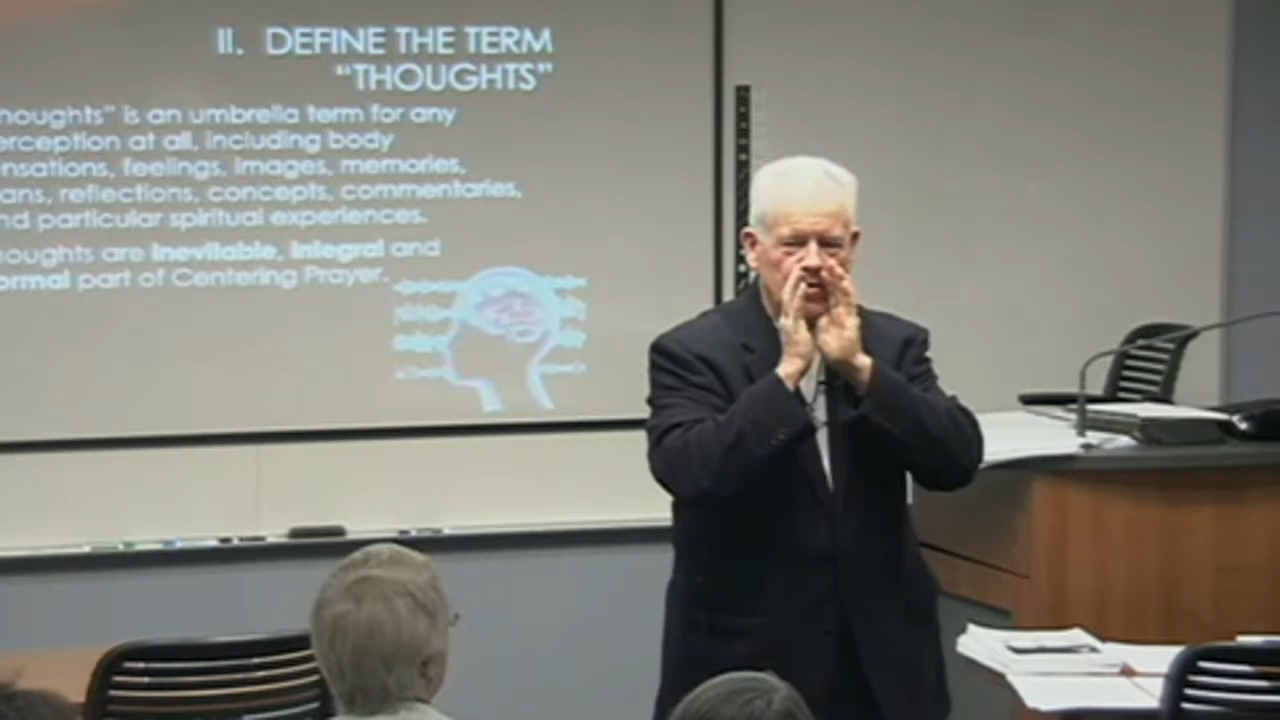 II. DEFINE THE TERM
“THOUGHTS”
houghts” is an umbrella term for any
erception at all, including body
nsations, feelings, images, memories,
ans, reflections, concepts, commentaries,
nd particular spiritual experiences.
houghts are inevitable, integral and
ormal part of Centering Prayer.